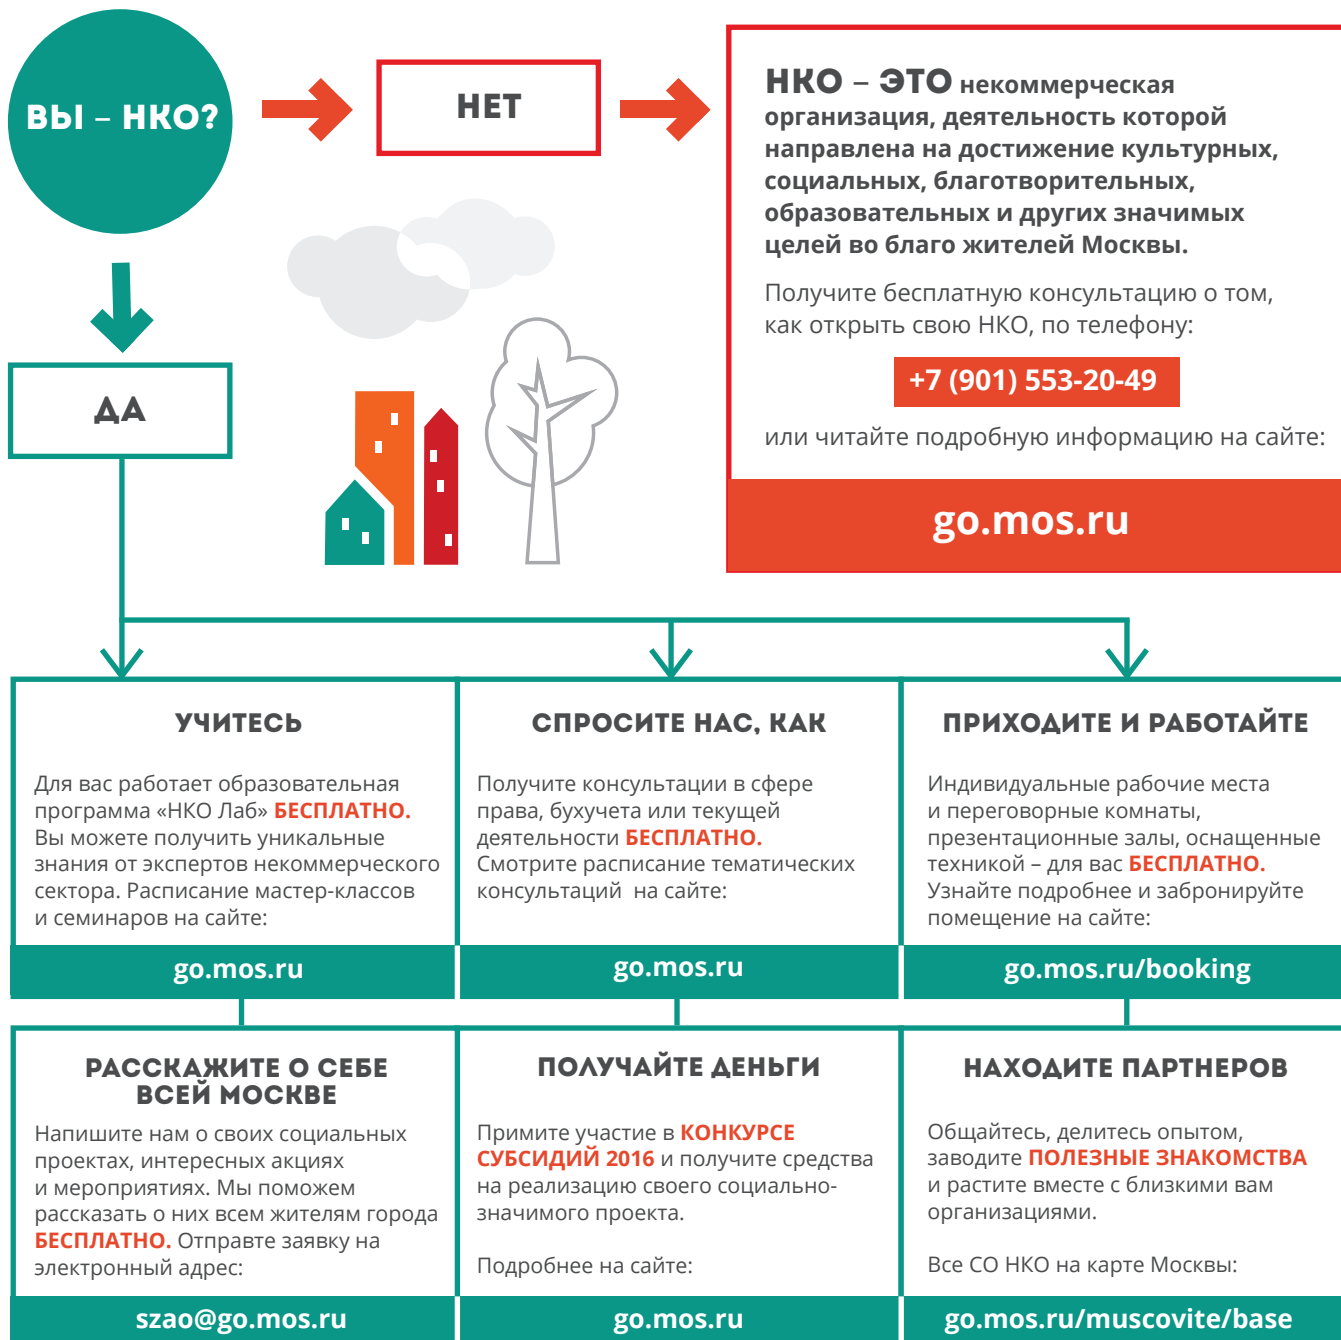 ВЫ – НКО?
НЕТ
НКО – ЭТО некоммерческая
организация, деятельность которой
направлена на достижение культурных,
социальных, благотворительных,
образовательных и других значимых
целей во благо жителей Москвы.
Получите бесплатную консультацию о том,
как открыть свою НКО, по телефону:
+7 (901) 553-20-49
или читайте подробную информацию на сайте:
go.mos.ru
ДА
УЧИТЕСЬ
Для вас работает образовательная
программа «НКО Лаб» БЕСПЛАТНО.
Вы можете получить уникальные
знания от экспертов некоммерческого
сектора. Расписание мастер-классов
и семинаров на сайте:
go.mos.ru
СПРОСИТЕ НАС, КАК
Получите консультации в сфере
права, бухучета или текущей
деятельности БЕСПЛАТНО.
Смотрите расписание тематических
консультаций на сайте:
go.mos.ru
ПРИХОДИТЕ И РАБОТАЙТЕ
Индивидуальные рабочие места
и переговорные комнаты,
презентационные залы, оснащенные
техникой – для вас БЕСПЛАТНО.
Узнайте подробнее и забронируйте
помещение на сайте:
go.mos.ru/booking
РАССКАЖИТЕ О СЕБЕ
ВСЕЙ МОСКВЕ
Напишите нам о своих социальных
проектах, интересных акциях
и мероприятиях. Мы поможем
рассказать о них всем жителям города
БЕСПЛАТНО. Отправте заявку на
электронный адрес:
szao@go.mos.ru
ПОЛУЧАЙТЕ ДЕНЬГИ
Примите участие в КОНКУРСЕ
СУБСИДИЙ 2016 и получите средства
на реализацию своего социально-
значимого проекта.
Подробнее на сайте:
go.mos.ru
НАХОДИТЕ ПАРТНЕРОВ
Общайтесь, делитесь опытом,
заводите ПОЛЕЗНЫЕ ЗНАКОМСТВА
и растите вместе с близкими вам
организациями.
Все СО НКО на карте Москвы:
go.mos.ru/muscovite/base